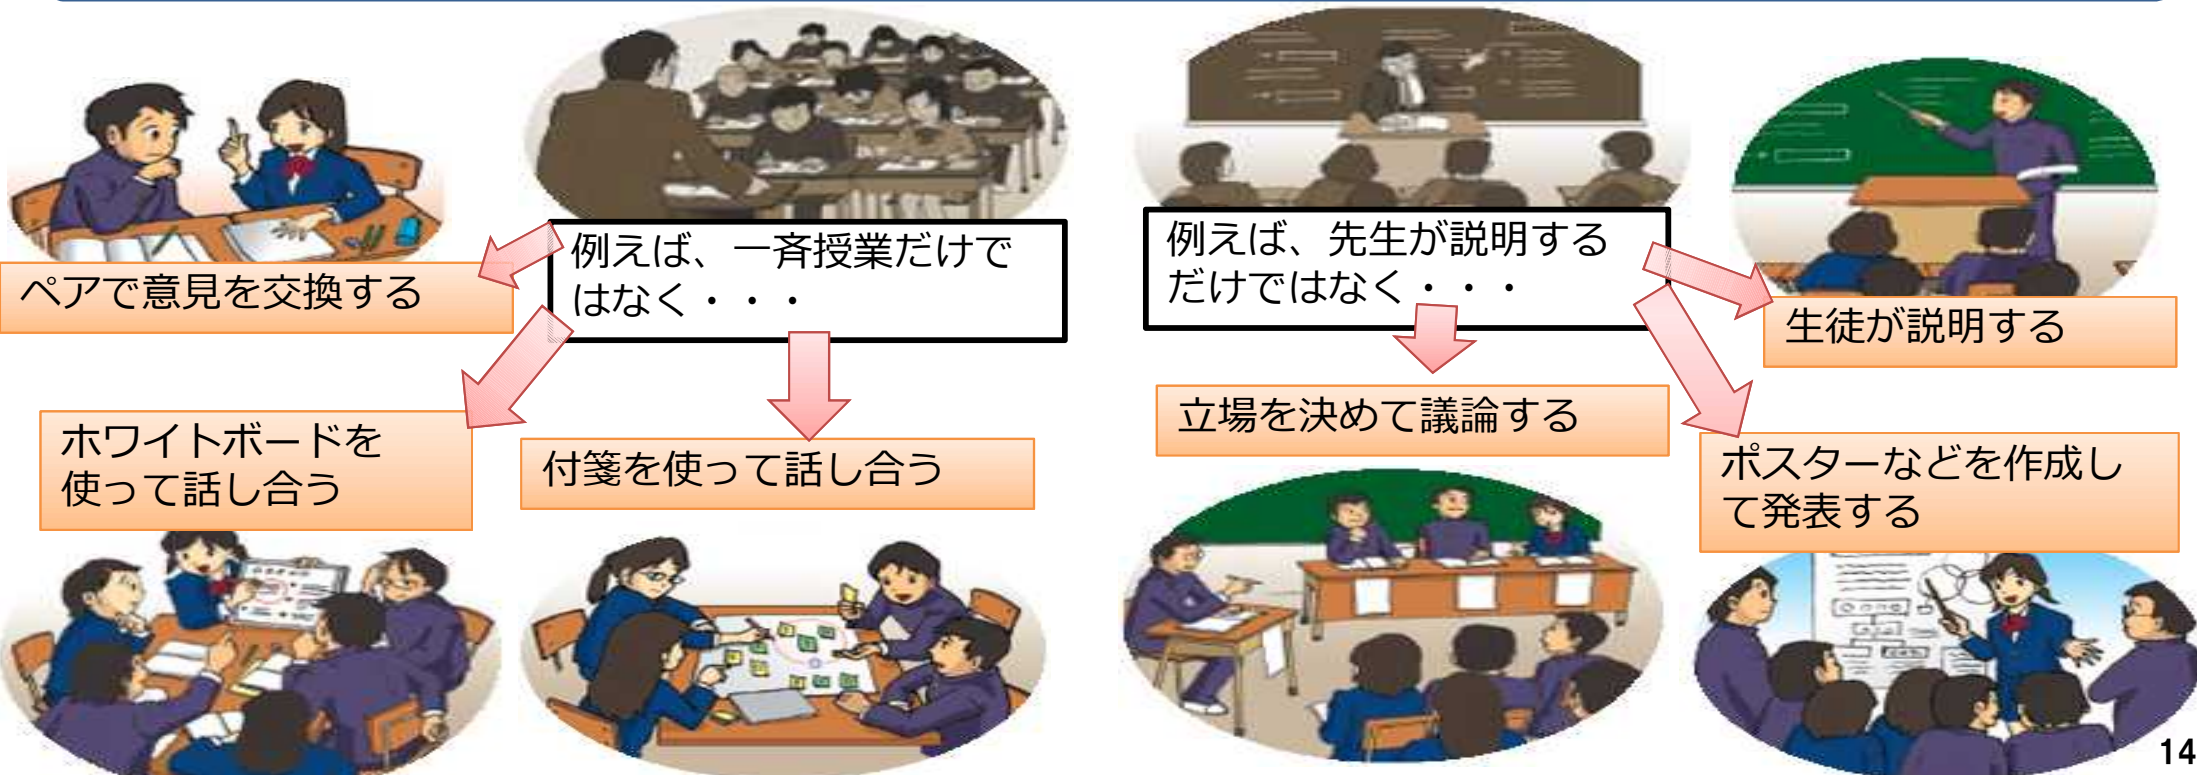 例えば、一斉授業だけで
はなく・・・
ペアで意見を交換する
ホワイトボードを
使って話し合う
付箋を使って話し合う
例えば、先生が説明する
だけではなく・・・
生徒が説明する
立場を決めて議論する
ポスターなどを作成し
て発表する
14